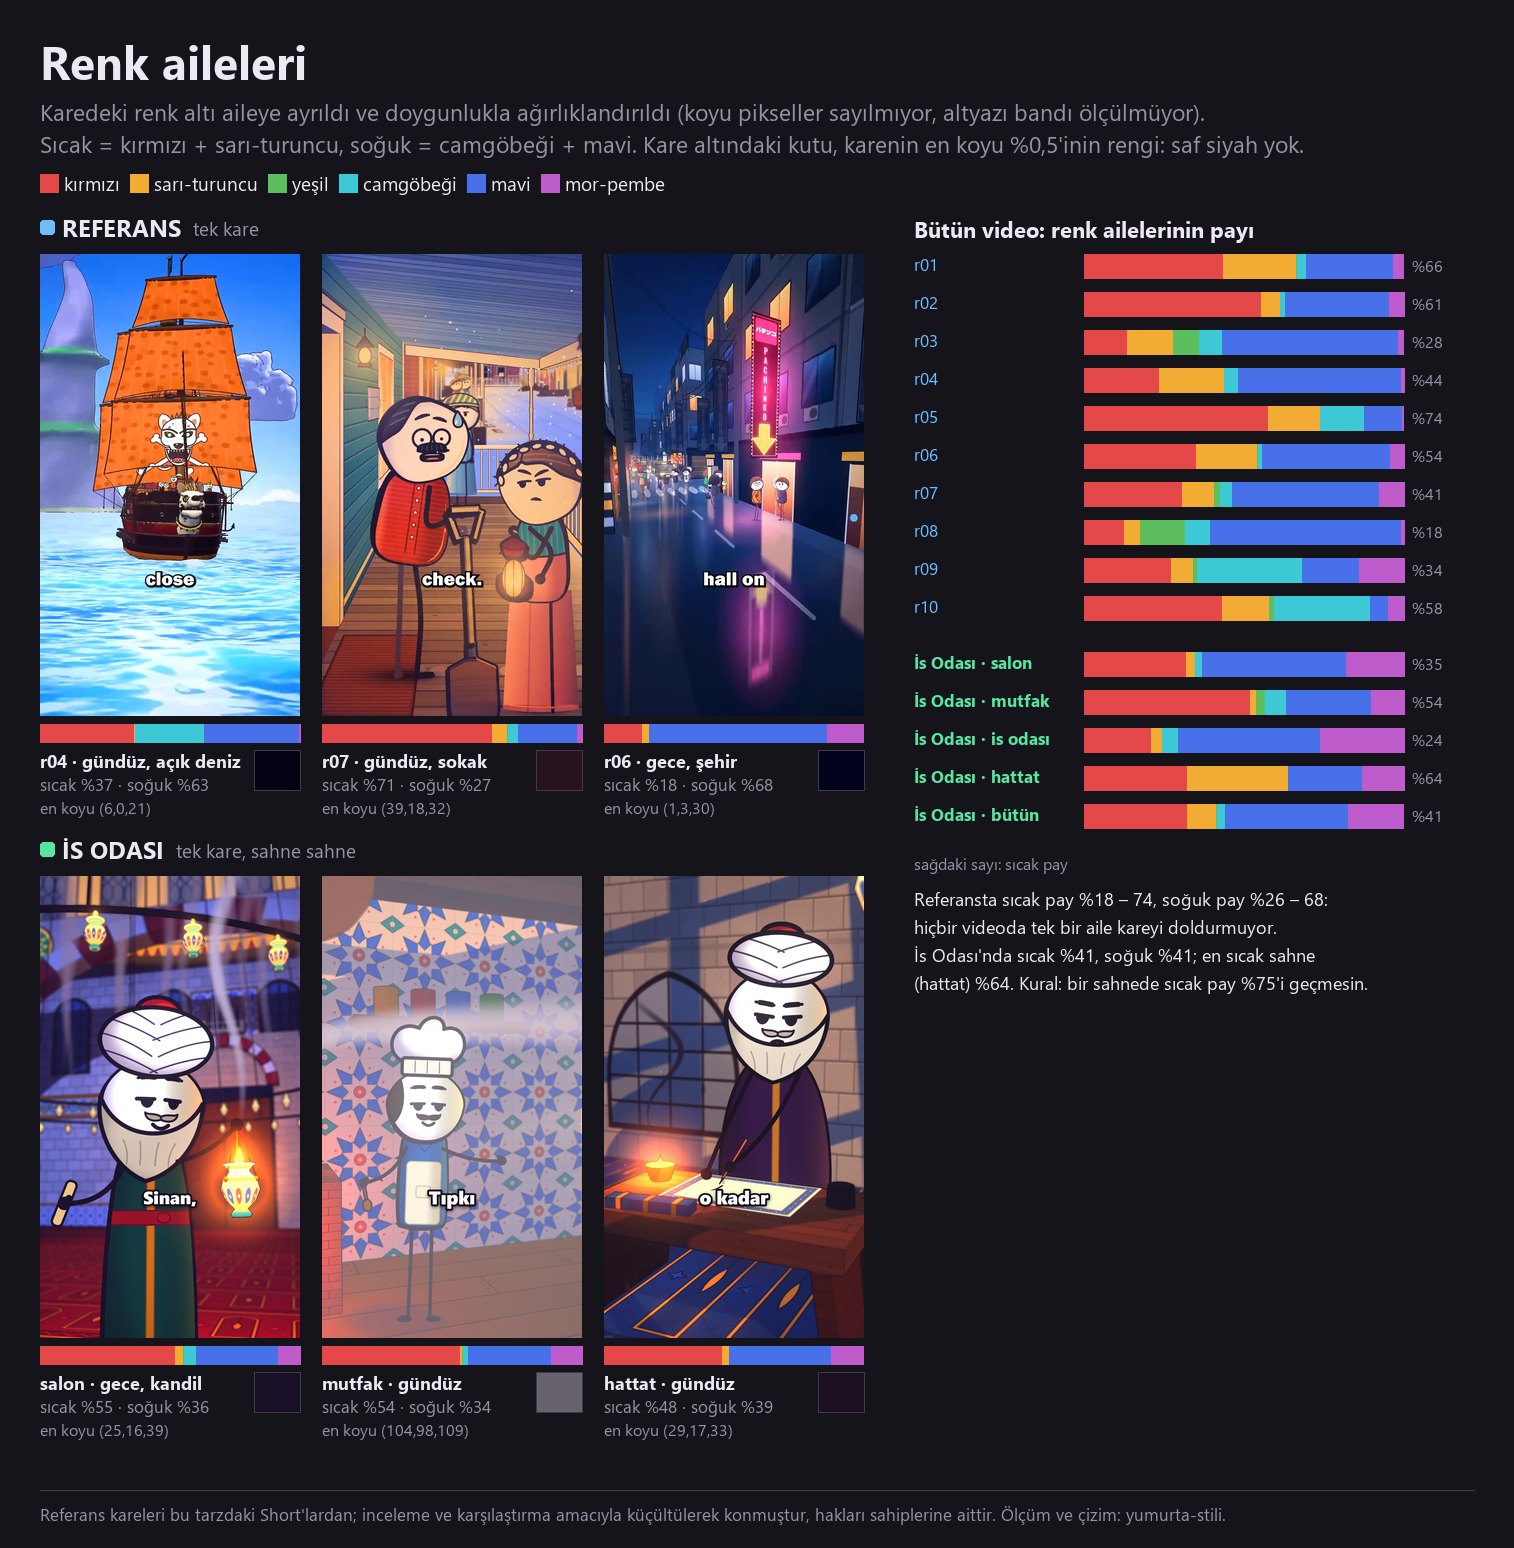 Renk aileleri
Karedeki renk altı aileye ayrıldı ve doygunlukla ağırlıklandırıldı (koyu pikseller sayılmıyor, altyazı bandı ölçülmüyor).
Sıcak = kırmızı + sarı-turuncu, soğuk = camgöbeği + mavi. Kare altındaki kutu, karenin en koyu %0,5'inin rengi: saf siyah yok.
kırmızı sarı-turuncu yeşil camgöbeği mavi mor-pembe
REFERANS tek kare
パチンコ
PACHINKO
close
check.
hall on
r04 · gündüz, açık deniz
sıcak %37 · soğuk %63
en koyu (6,0,21)
r07 · gündüz, sokak
sıcak %71 · soğuk %27
en koyu (39,18,32)
r06 · gece, şehir
sıcak %18 · soğuk %73
en koyu (1,3,30)
İS ODASI tek kare, sahne sahne
Sinan,
Tıpkı
o kadar
salon · gece, kandil
sıcak %55 · soğuk %36
en koyu (25,16,39)
mutfak · gündüz
sıcak %54 · soğuk %34
en koyu (104,98,109)
hattat · gündüz
sıcak %48 · soğuk %39
en koyu (29,17,33)
Bütün video: renk ailelerinin payı
r01 %66
r02 %61
r03 %28
r04 %44
r05 %74
r06 %54
r07 %41
r08 %18
r09 %34
r10 %58
İs Odası · salon %35
İs Odası · mutfak %54
İs Odası · is odası %24
İs Odası · hattat %64
İs Odası · bütün %41
sağdaki sayı: sıcak pay
Referansta sıcak pay %18 – 74, soğuk pay %26 – 68:
hiçbir videoda tek bir aile kareyi doldurmuyor.
İs Odası'nda sıcak %41, soğuk %41; en sıcak sahne
(hattat) %64. Kural: bir sahnede sıcak pay %75'i geçmesin.
Referans kareleri bu tarzdaki Short'lardan; inceleme ve karşılaştırma amacıyla küçültülerek konmuştur, hakları sahiplerine aittir. Ölçüm ve çizim: yumurta-stili.